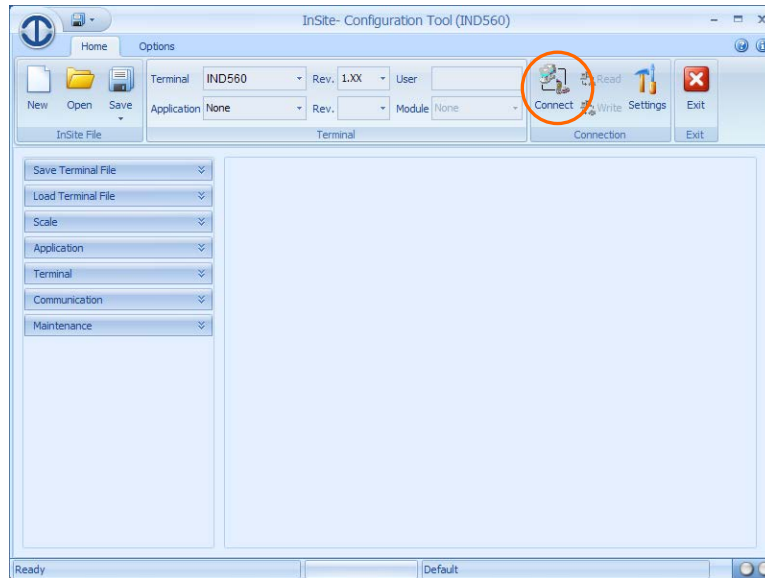 InSite- Configuration Tool (IND560)
Home Options
Terminal IND560 Rev. 1.XX User
Read
New Open Save
Connect
Settings
Exit
Application None Rev. Module None
Write
InSite File Terminal Connection Exit
Save Terminal File
Load Terminal File
Scale
Application
Terminal
Communication
Maintenance
Ready Default